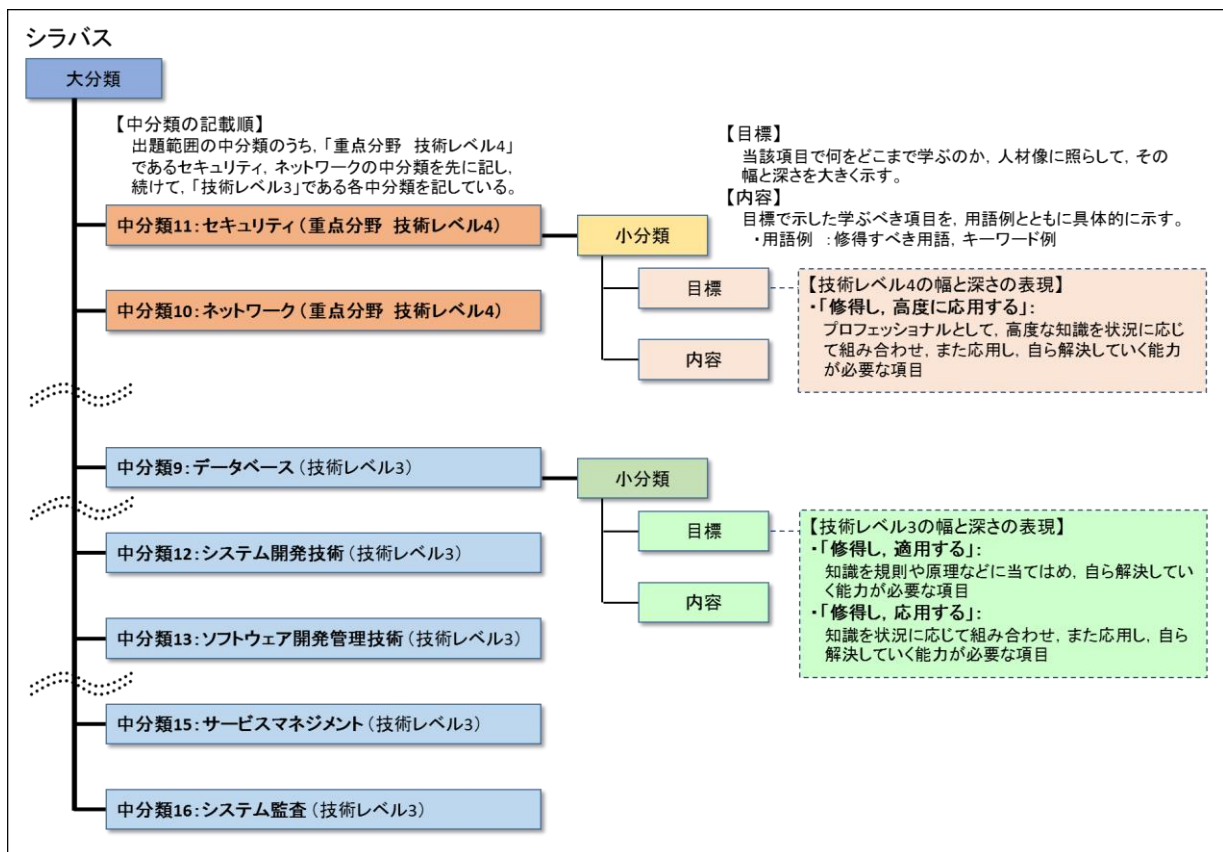 シラバス
大分類
【中分類の記載順】
出題範囲の中分類のうち，「重点分野　技術レベル4」
であるセキュリティ，ネットワークの中分類を先に記し，
続けて，「技術レベル3」である各中分類を記している。
【目標】
当該項目で何をどこまで学ぶのか，人材像に照らして，その
幅と深さを大きく示す。
【内容】
目標で示した学ぶべき項目を，用語例とともに具体的に示す。
・用語例　：修得すべき用語，キーワード例
中分類11：セキュリティ（重点分野　技術レベル4）
小分類
目標
内容
【技術レベル4の幅と深さの表現】
・「修得し，高度に応用する」：
プロフェッショナルとして，高度な知識を状況に応じ
て組み合わせ，また応用し，自ら解決していく能力
が必要な項目
中分類10：ネットワーク（重点分野　技術レベル4）
中分類9：データベース（技術レベル3）
小分類
目標
内容
【技術レベル3の幅と深さの表現】
・「修得し，適用する」：
知識を規則や原理などに当てはめ，自ら解決してい
く能力が必要な項目
・「修得し，応用する」：
知識を状況に応じて組み合わせ，また応用し，自ら
解決していく能力が必要な項目
中分類12：システム開発技術（技術レベル3）
中分類13：ソフトウェア開発管理技術（技術レベル3）
中分類15：サービスマネジメント（技術レベル3）
中分類16：システム監査（技術レベル3）